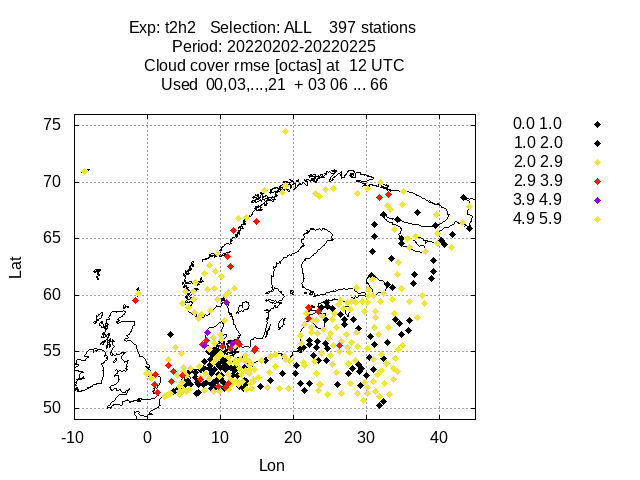 Exp: t2h2   Selection: ALL    397 stations
Period: 20220202-20220225
Cloud cover rmse [octas] at  12 UTC
Used  00,03,...,21  + 03 06 ... 66
0.0 1.0
1.0 2.0
2.0 2.9
2.9 3.9
3.9 4.9
4.9 5.9
75
70
65
60
55
50
Lat
-10 0 10 20 30 40
Lon